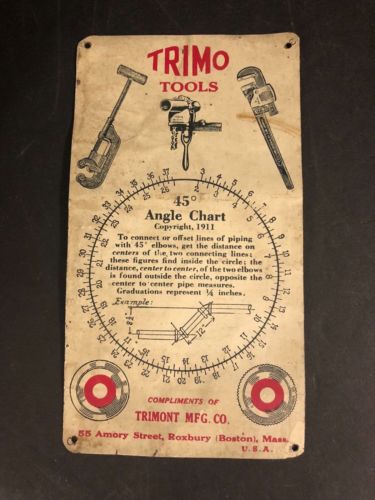 TRIMO
TOOLS
45°
Angle Chart
Copyright, 1911
To connect or offset lines of piping
with 45° elbows, get the distance on
centers of the two connecting lines;
these figures find inside the circle; the
distance, center to center, of the two elbows
is found outside the circle, opposite the
center to center pipe measures.
Graduations represent ¼ inches.
Example:
12"
COMPLIMENTS OF
TRIMONT MFG. CO.
55 Amory Street, Roxbury (Boston), Mass.
U.S.A.